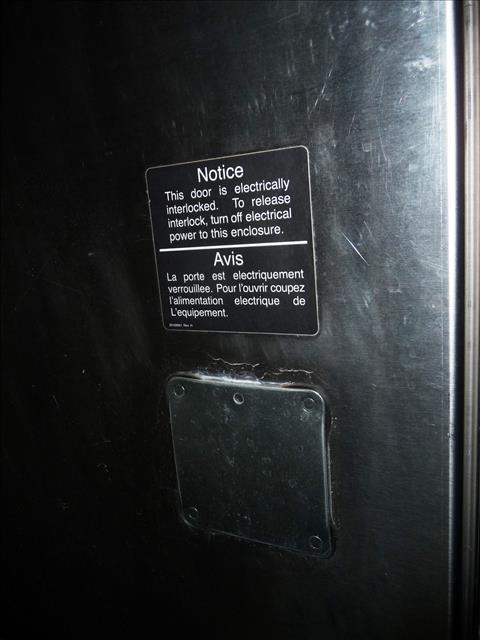 Notice
This door is electrically
interlocked. To release
interlock, turn off electrical
power to this enclosure.
Avis
La porte est electriquement
verrouillee. Pour l'ouvrir coupez
l'alimentation electrique de
L'equipement.